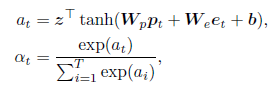 a_t = z^⊤ tanh(W_p p_t + W_e e_t + b),
α_t = exp(a_t) / ∑_{i=1}^{T} exp(a_i),